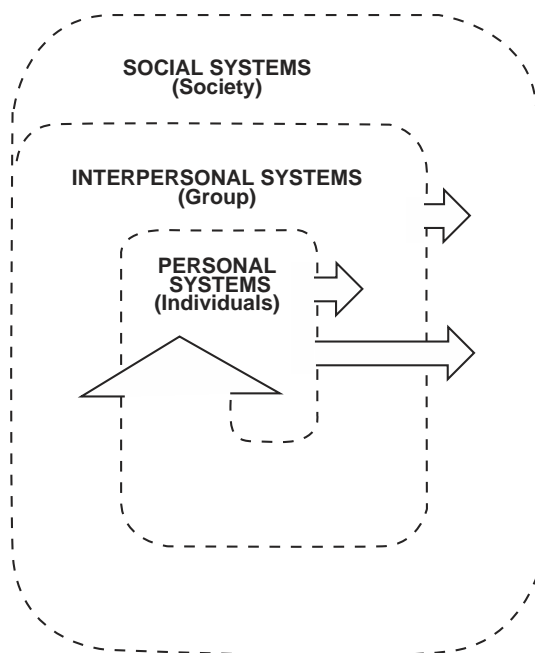 SOCIAL SYSTEMS
(Society)
INTERPERSONAL SYSTEMS
(Group)
PERSONAL
SYSTEMS
(Individuals)